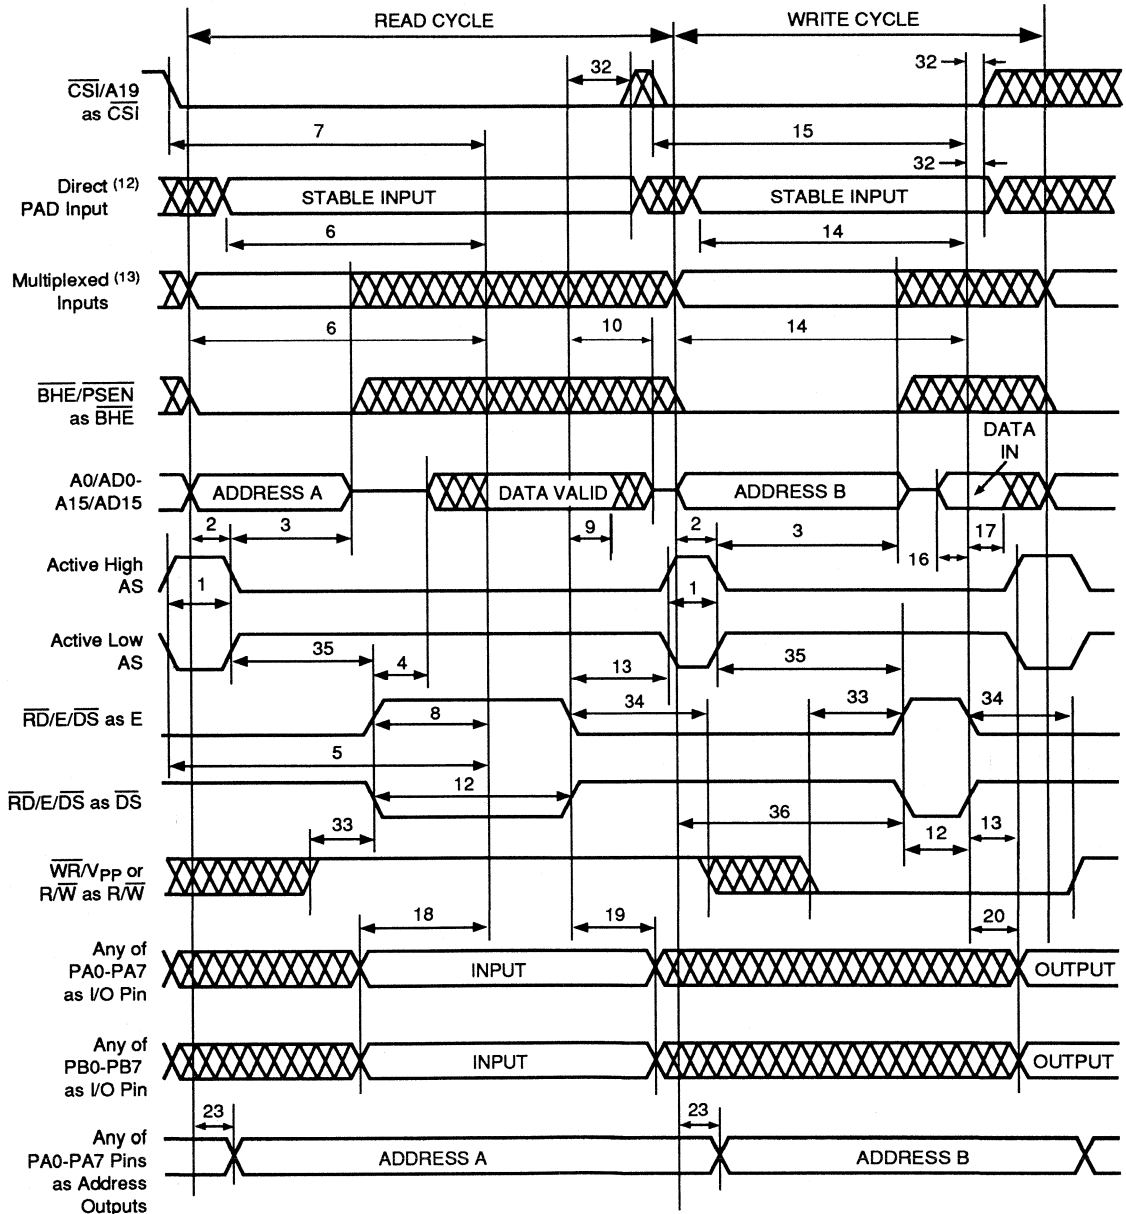 READ CYCLE
WRITE CYCLE
32
32
CSI/A19
as CSI
7
15
32
Direct (12)
PAD Input
STABLE INPUT
STABLE INPUT
6
14
Multiplexed (13)
Inputs
6
10
14
BHE/PSEN
as BHE
DATA
IN
A0/AD0-
A15/AD15
ADDRESS A
DATA VALID
ADDRESS B
2
3
9
2
3
16
17
Active High
AS
1
1
Active Low
AS
35
4
13
35
RD/E/DS as E
8
34
33
34
5
RD/E/DS as DS
12
36
33
12
13
WR/VPP or
R/W as R/W
18
19
20
Any of
PA0-PA7
as I/O Pin
INPUT
OUTPUT
Any of
PB0-PB7
as I/O Pin
INPUT
OUTPUT
23
23
Any of
PA0-PA7 Pins
as Address
Outputs
ADDRESS A
ADDRESS B